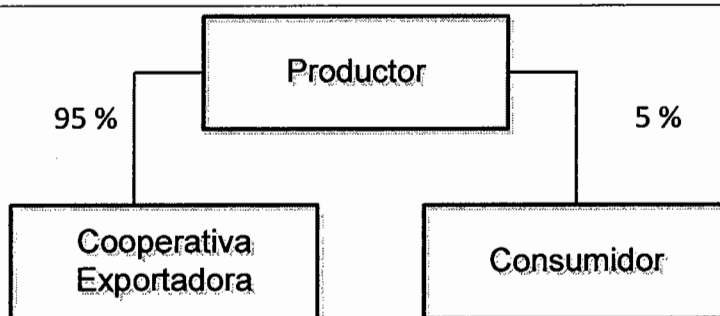 Productor
95 %
5 %
Cooperativa
Exportadora
Consumidor